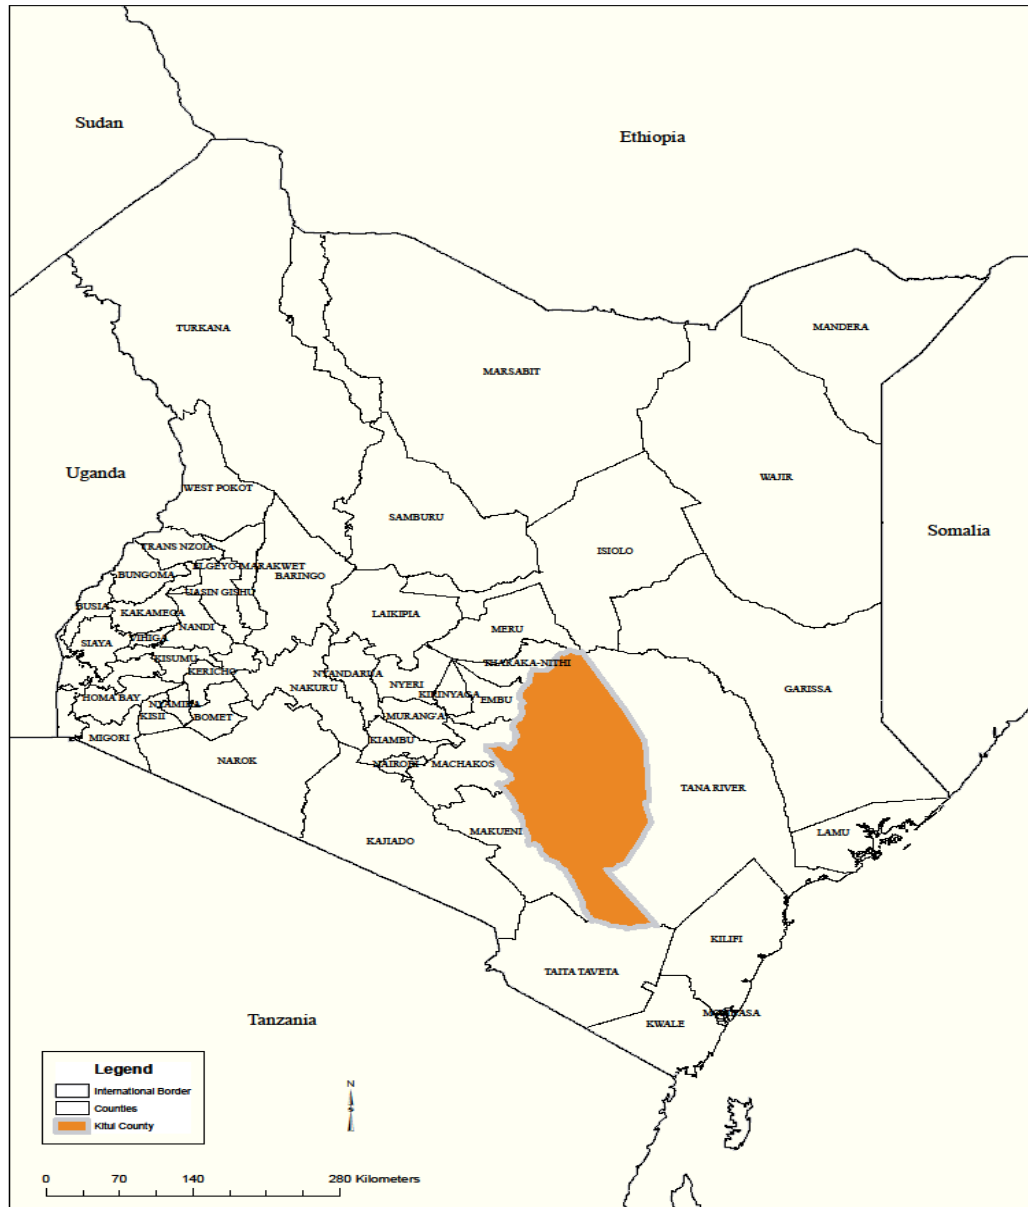 Sudan
Ethiopia
TURKANA
MANDERA
MARSABIT
Uganda
WEST POKOT
WAJIR
SAMBURU
Somalia
TRANS NZOIA
ISIOLO
ELGEYO-MARAKWET
BUNGOMA
BARINGO
UASIN GISHU
BUSIA
KAKAMEGA
LAIKIPIA
NANDI
MERU
VIHIGA
SIAYA
KISUMU
THARAKA-NITHI
KERICHO
NYANDARUA
NYERI
NAKURU
GARISSA
KIRINYAGA
HOMA BAY
EMBU
NYAMIRA
KISII
BOMET
MURANG'A
MIGORI
KIAMBU
NAROK
NAIROBI
MACHAKOS
TANA RIVER
MAKUENI
LAMU
KAJIADO
KILIFI
TAITA TAVETA
MOMBASA
KWALE
Tanzania
Legend
International Border
Counties
Kitui County
N
0 70 140 280 Kilometers